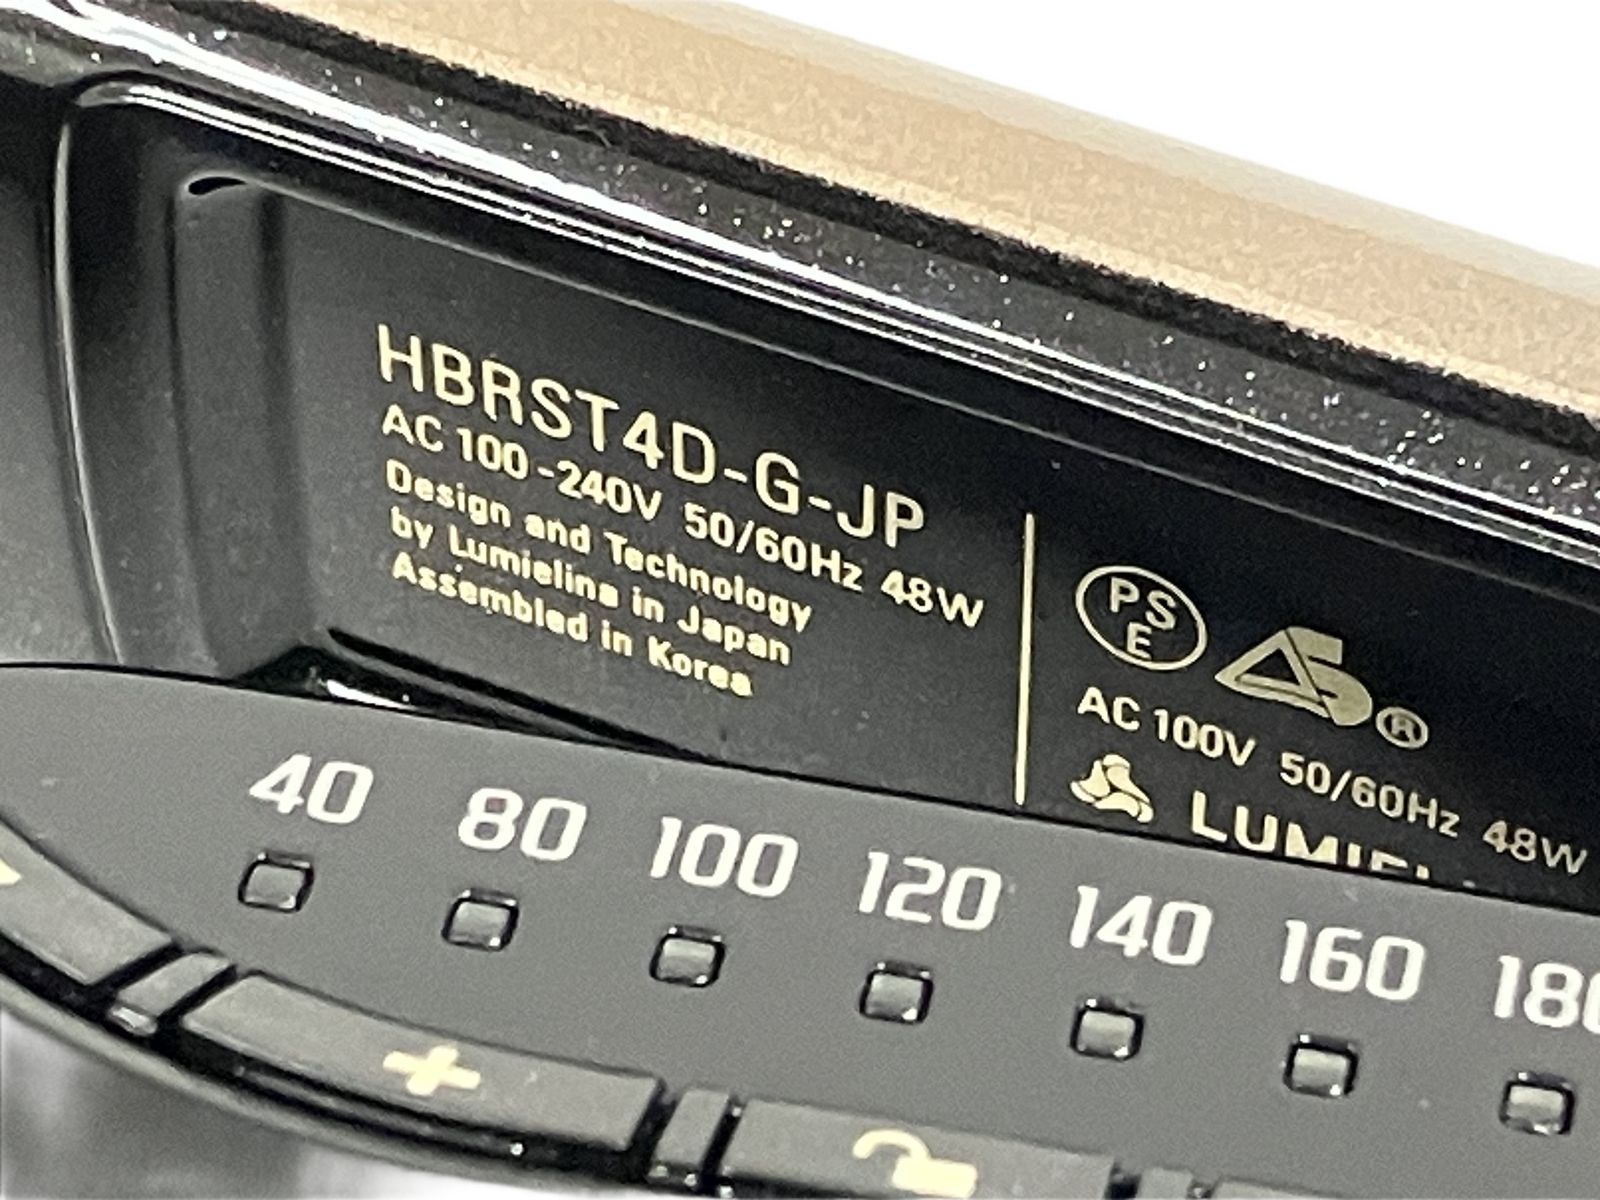 HBRST4D-G-JP
AC 100-240V 50/60Hz 48W
Design and Technology
by Lumielina in Japan
Assembled in Korea
PS
E
®
AC 100V 50/60Hz 48W
40 80 100 120 140 160 180
+